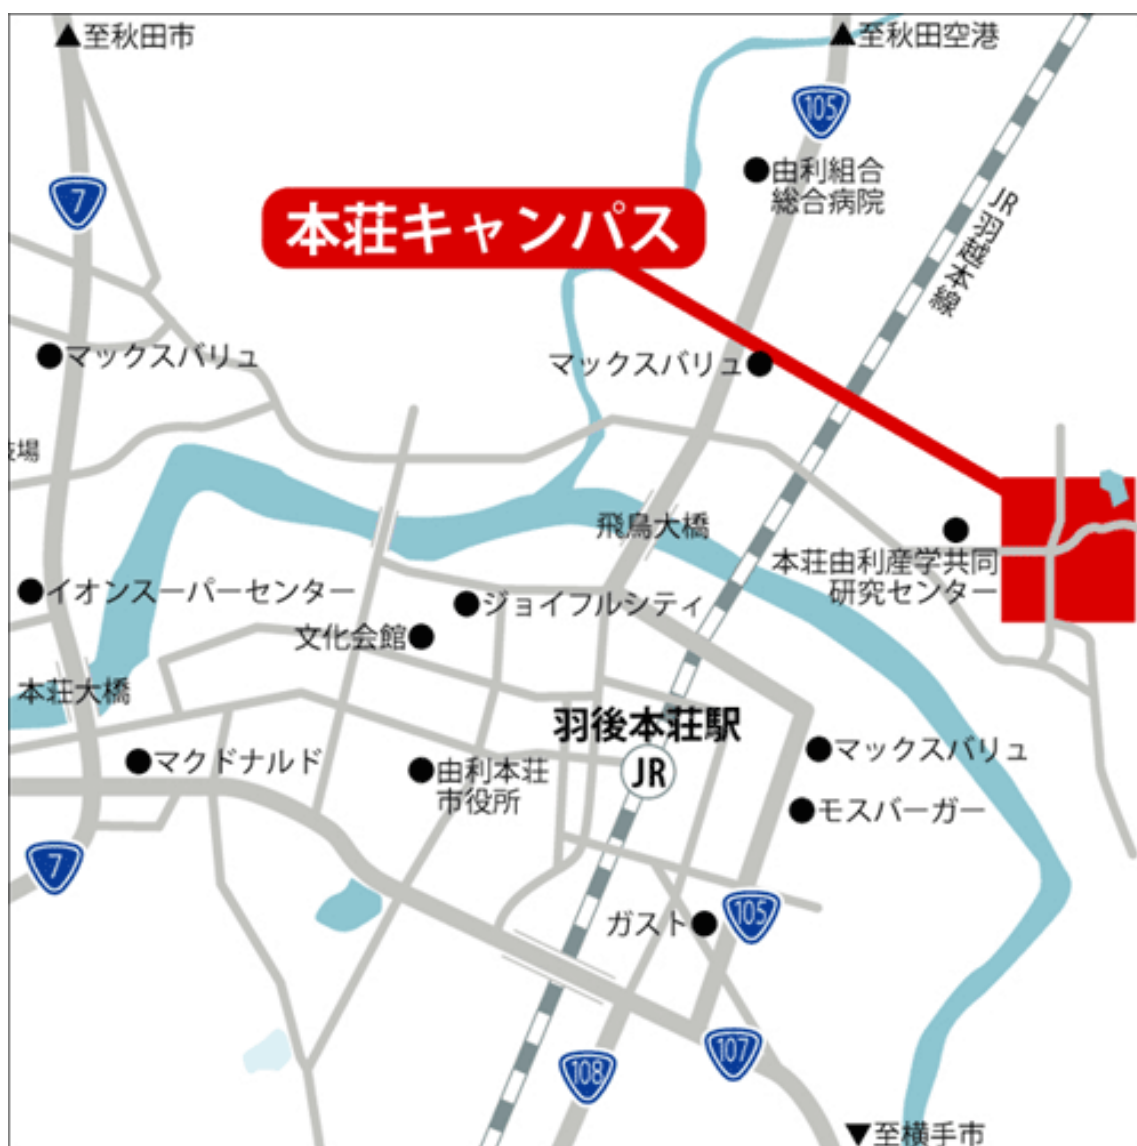 ▲至秋田市
▲至秋田空港
105
7
由利組合
総合病院
JR羽越本線
本荘キャンパス
マックスバリュ
マックスバリュ
場
飛鳥大橋
本荘由利産学共同
研究センター
イオンスーパーセンター
ジョイフルシティ
文化会館
本荘大橋
羽後本荘駅
JR
マックスバリュ
マクドナルド
由利本荘
市役所
モスバーガー
7
ガスト
105
107
108
▼至横手市